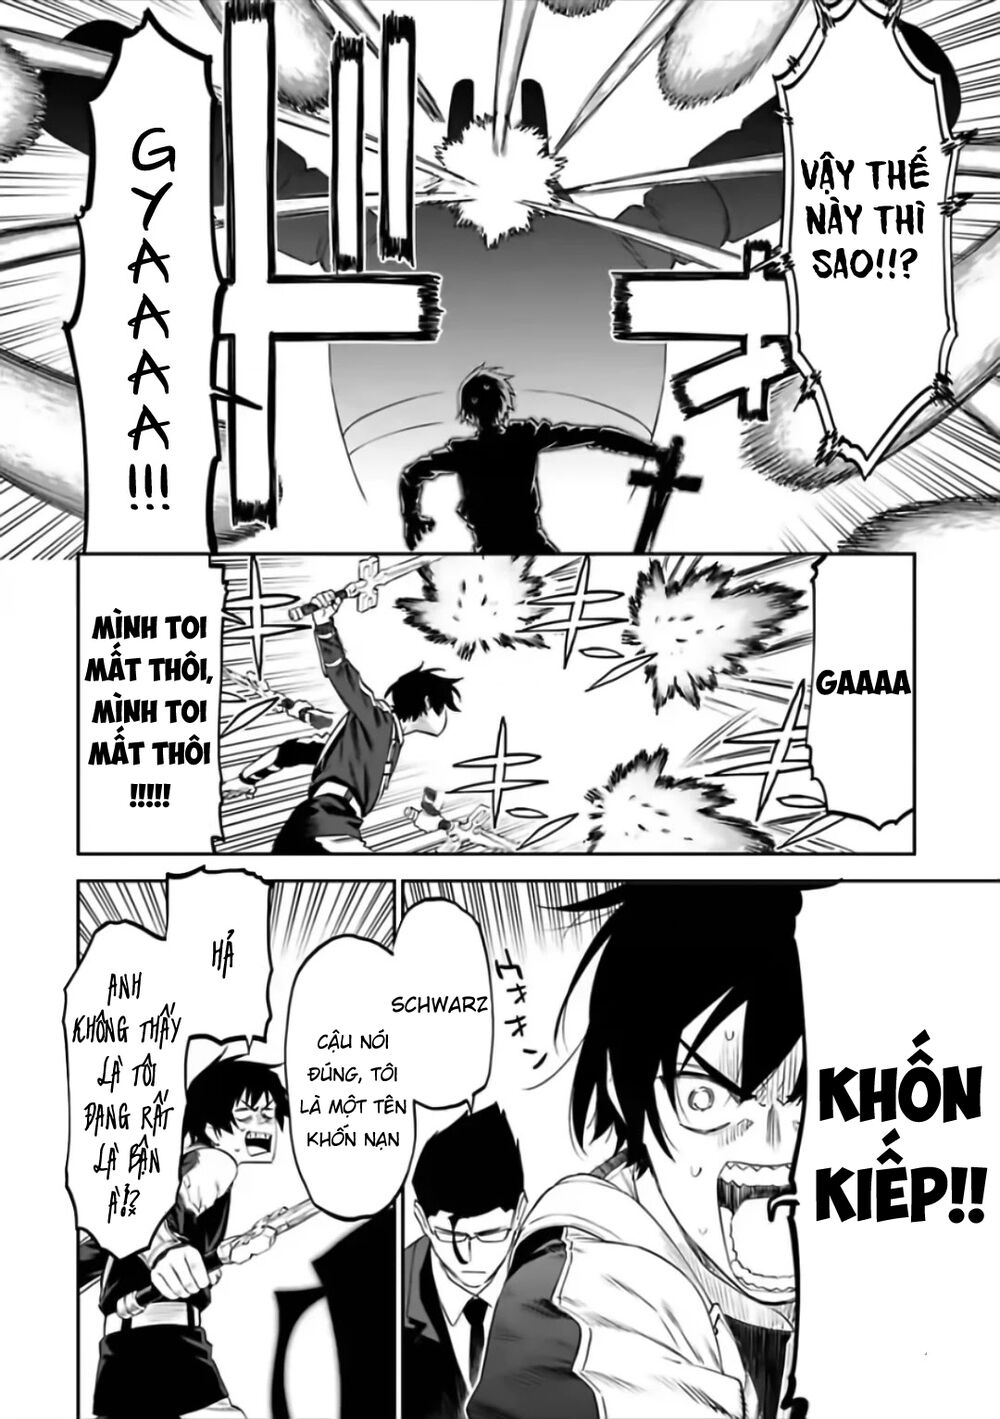 VẬY THẾ
NÀY THÌ
SAO!!?
G
Y
A
A
A
A
!!!
GAAAA
MÌNH TOI
MẤT THÔI,
MÌNH TOI
MẤT THÔI
!!!!!
KHỐN
KIẾP!!
SCHWARZ
CẬU NÓI
ĐÚNG, TÔI
LÀ MỘT TÊN
KHỐN NẠN
HẢ
ANH
KHÔNG THẤY
LÀ TÔI
ĐANG RẤT
LÀ BẬN
À!?